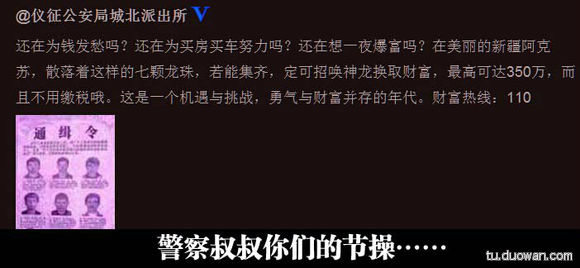 @仪征公安局城北派出所 V
还在为钱发愁吗？还在为买房买车努力吗？还在想一夜爆富吗？在美丽的新疆阿克
苏，散落着这样的七颗龙珠，若能集齐，定可招唤神龙换取财富，最高可达350万，而
且不用缴税哦。这是一个机遇与挑战，勇气与财富并存的年代。财富热线：110
通缉令
警察叔叔你们的节操……
tu.duowan.com